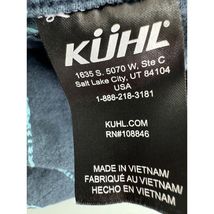 KÜHL
1635 S. 5070 W. Ste C
Salt Lake City, UT 84104
USA
1-888-218-3181
KUHL.COM
RN#108846
MADE IN VIETNAM/
FABRIQUÉ AU VIETNAM/
HECHO EN VIETNAM